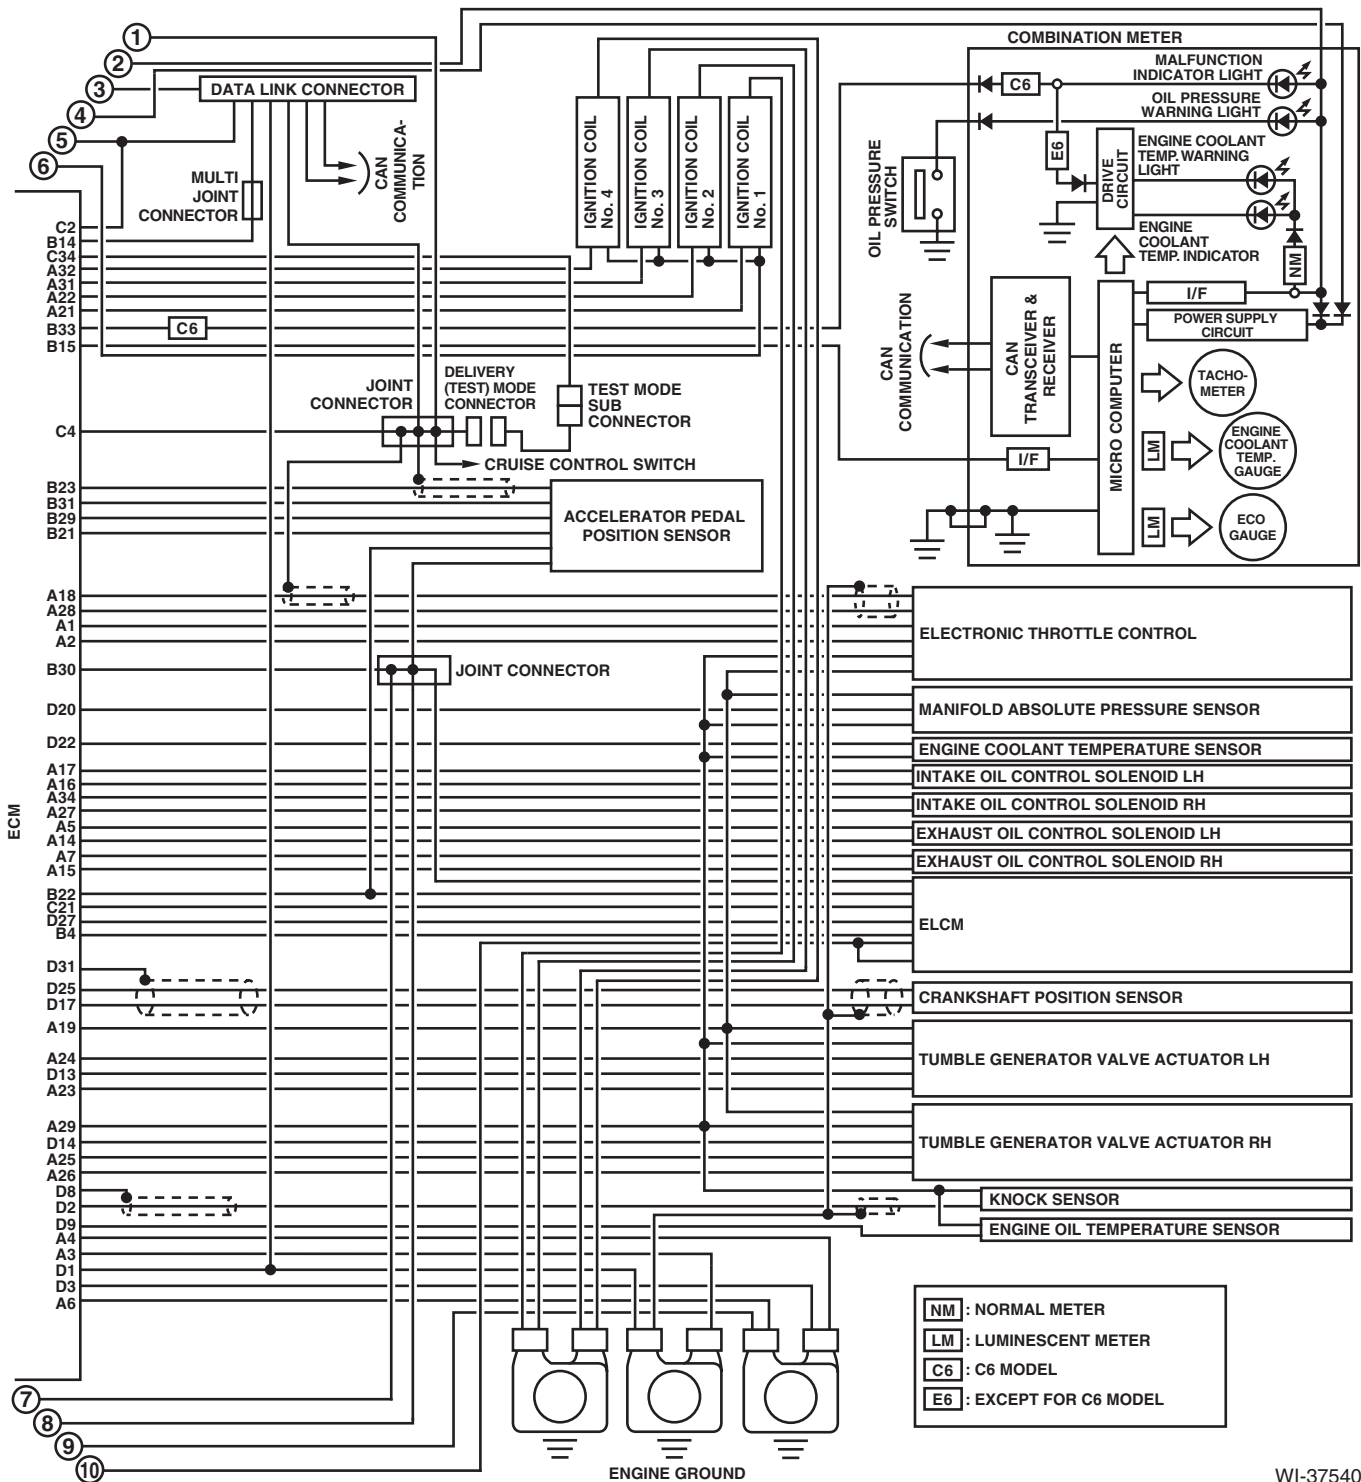 1
2
3
4
5
6
DATA LINK CONNECTOR
CAN
COMMUNICA-
TION
MULTI
JOINT
CONNECTOR
IGNITION COIL
No. 4
IGNITION COIL
No. 3
IGNITION COIL
No. 2
IGNITION COIL
No. 1
COMBINATION METER
MALFUNCTION
INDICATOR LIGHT
C6
OIL PRESSURE
WARNING LIGHT
E6
DRIVE
CIRCUIT
ENGINE COOLANT
TEMP. WARNING
LIGHT
ENGINE
COOLANT
TEMP. INDICATOR
NM
OIL PRESSURE
SWITCH
I/F
POWER SUPPLY
CIRCUIT
CAN
COMMUNICATION
CAN
TRANSCEIVER &
RECEIVER
MICRO COMPUTER
TACHO-
METER
LM
ENGINE
COOLANT
TEMP.
GAUGE
I/F
LM
ECO
GAUGE
C2
B14
C34
A32
A31
A22
A21
B33
C6
B15
JOINT
CONNECTOR
DELIVERY
(TEST) MODE
CONNECTOR
TEST MODE
SUB
CONNECTOR
C4
CRUISE CONTROL SWITCH
B23
B31
B29
B21
ACCELERATOR PEDAL
POSITION SENSOR
A18
A28
A1
A2
ELECTRONIC THROTTLE CONTROL
B30
JOINT CONNECTOR
D20
MANIFOLD ABSOLUTE PRESSURE SENSOR
D22
ENGINE COOLANT TEMPERATURE SENSOR
A17
A16
INTAKE OIL CONTROL SOLENOID LH
A34
A27
INTAKE OIL CONTROL SOLENOID RH
ECM
A5
A14
EXHAUST OIL CONTROL SOLENOID LH
A7
A15
EXHAUST OIL CONTROL SOLENOID RH
B22
C21
D27
B4
ELCM
D31
D25
D17
CRANKSHAFT POSITION SENSOR
A19
A24
D13
A23
TUMBLE GENERATOR VALVE ACTUATOR LH
A29
D14
A25
A26
TUMBLE GENERATOR VALVE ACTUATOR RH
D8
D2
KNOCK SENSOR
D9
ENGINE OIL TEMPERATURE SENSOR
A4
A3
D1
D3
A6
NM : NORMAL METER
LM : LUMINESCENT METER
C6 : C6 MODEL
E6 : EXCEPT FOR C6 MODEL
7
8
9
10
ENGINE GROUND
WI-37540